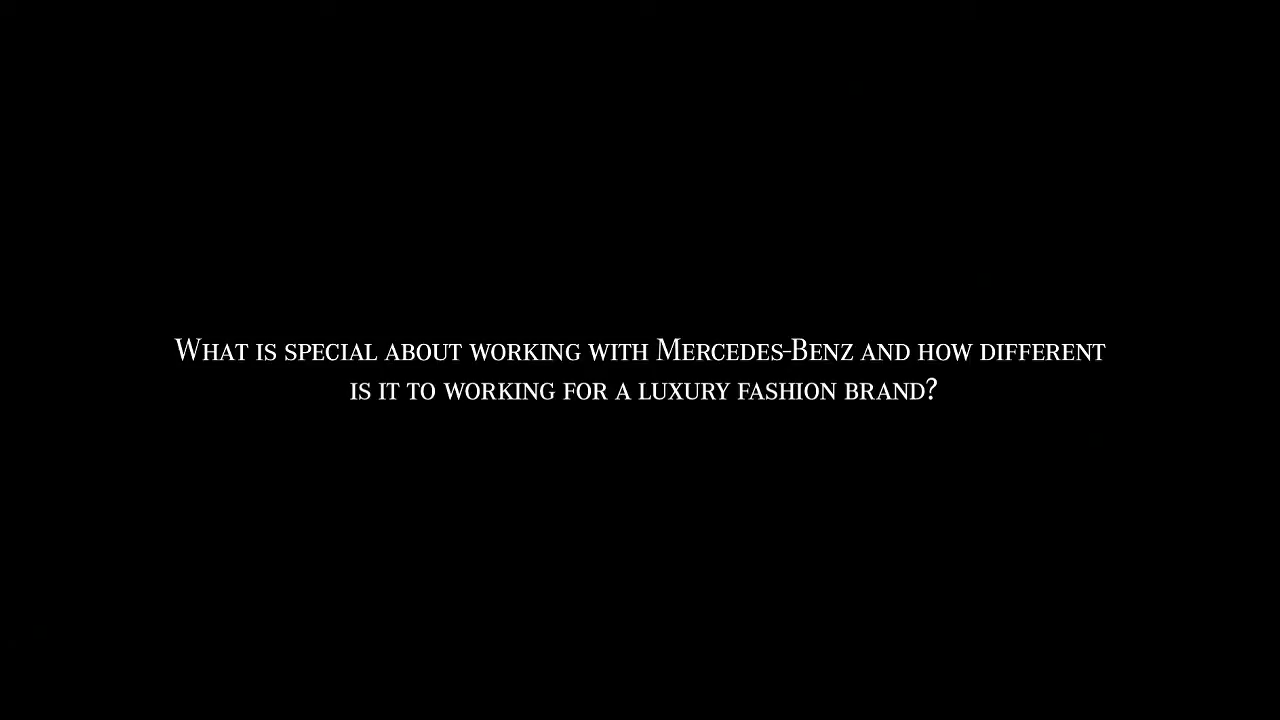 What is special about working with Mercedes-Benz and how different
is it to working for a luxury fashion brand?